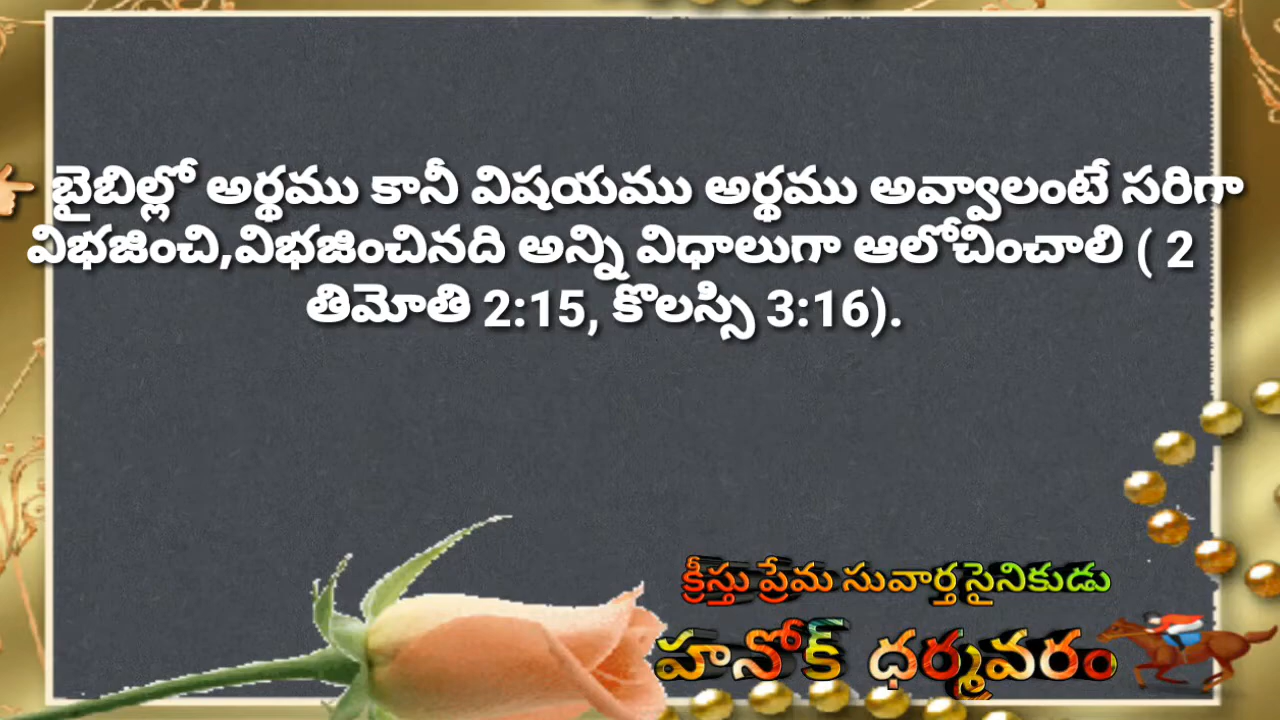 బైబిల్లో అర్థము కానీ విషయము అర్థము అవ్వాలంటే సరిగా
విభజించి,విభజించినది అన్ని విధాలుగా ఆలోచించాలి ( 2
తిమోతి 2:15, కొలస్సి 3:16).
క్రీస్తు ప్రేమ సువార్త సైనికుడు
హనోక్ ధర్మవరం